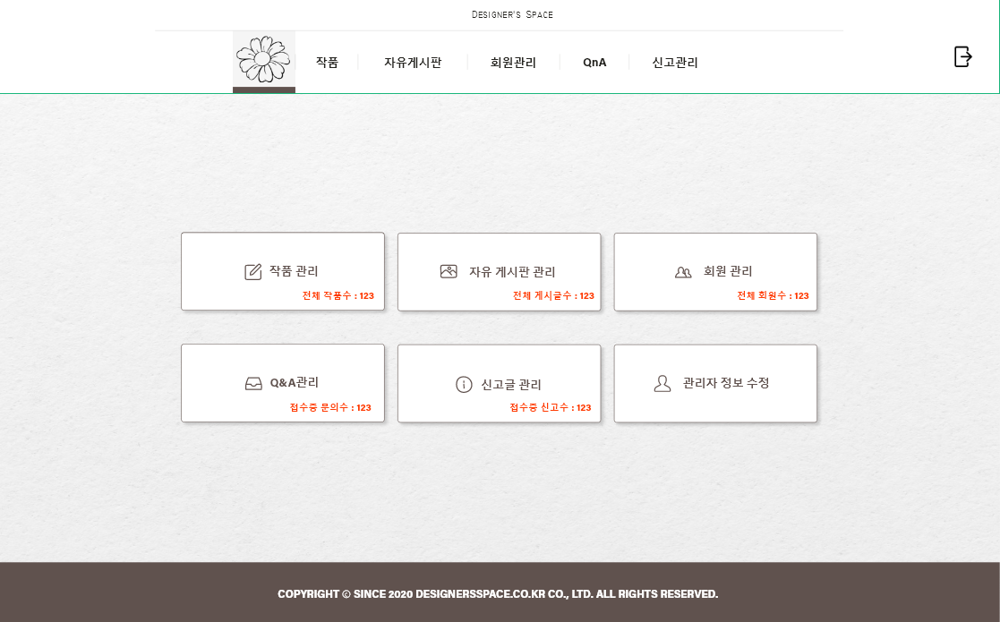 Designer's Space
작품
자유게시판
회원관리
QnA
신고관리
작품 관리
전체 작품수 : 123
자유 게시판 관리
전체 게시글수 : 123
회원 관리
전체 회원수 : 123
Q&A관리
접수중 문의수 : 123
신고글 관리
접수중 신고수 : 123
관리자 정보 수정
COPYRIGHT © SINCE 2020 DESIGNERSSPACE.CO.KR CO., LTD. ALL RIGHTS RESERVED.